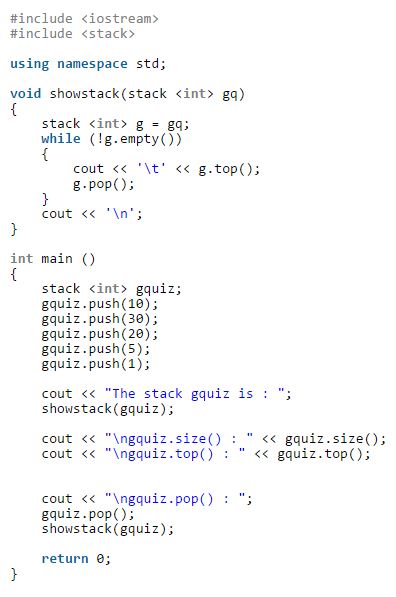 #include <iostream>
#include <stack>
using namespace std;
void showstack(stack <int> gq)
{
    stack <int> g = gq;
    while (!g.empty())
    {
        cout << '\t' << g.top();
        g.pop();
    }
    cout << '\n';
}
int main ()
{
    stack <int> gquiz;
    gquiz.push(10);
    gquiz.push(30);
    gquiz.push(20);
    gquiz.push(5);
    gquiz.push(1);
    cout << "The stack gquiz is : ";
    showstack(gquiz);
    cout << "\ngquiz.size() : " << gquiz.size();
    cout << "\ngquiz.top() : " << gquiz.top();
    cout << "\ngquiz.pop() : ";
    gquiz.pop();
    showstack(gquiz);
    return 0;
}